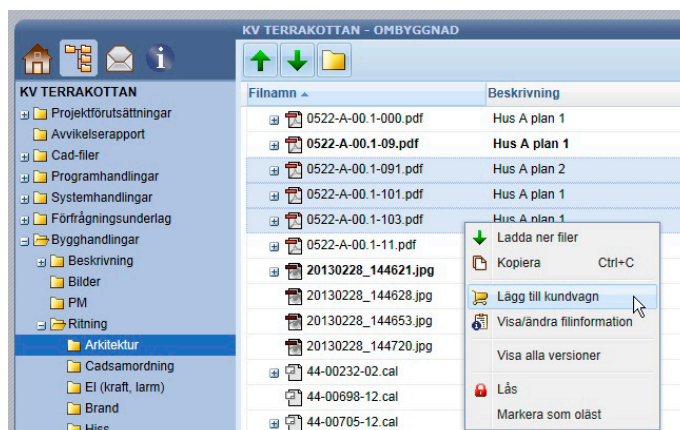 KV TERRAKOTTAN - OMBYGGNAD
KV TERRAKOTTAN
Projektförutsättningar
Avvikelserapport
Cad-filer
Programhandlingar
Systemhandlingar
Förfrågningsunderlag
Bygghandlingar
Beskrivning
Bilder
PM
Ritning
Arkitektur
Cadsamordning
El (kraft, larm)
Brand
Hiss
Filnamn Beskrivning
0522-A-00.1-000.pdf Hus A plan 1
0522-A-00.1-09.pdf Hus A plan 1
0522-A-00.1-091.pdf Hus A plan 2
0522-A-00.1-101.pdf Hus A plan 1
0522-A-00.1-103.pdf Hus A plan 1
0522-A-00.1-11.pdf
20130228_144621.jpg
20130228_144628.jpg
20130228_144653.jpg
20130228_144720.jpg
44-00232-02.cal
44-00698-12.cal
44-00705-12.cal
Ladda ner filer
Kopiera Ctrl+C
Lägg till kundvagn
Visa/ändra filinformation
Visa alla versioner
Lås
Markera som oläst